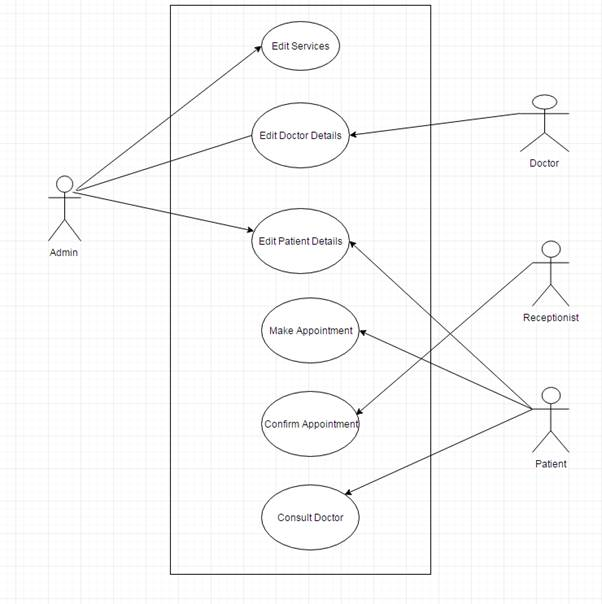 Edit Services
Edit Doctor Details
Doctor
Admin
Edit Patient Details
Receptionist
Make Appointment
Confirm Appointment
Patient
Consult Doctor